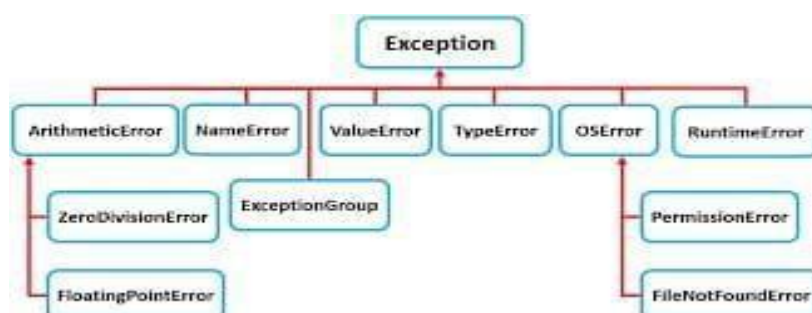 Exception
ArithmeticError
NameError
ValueError
TypeError
OSError
RuntimeError
ZeroDivisionError
ExceptionGroup
PermissionError
FloatingPointError
FileNotFoundError